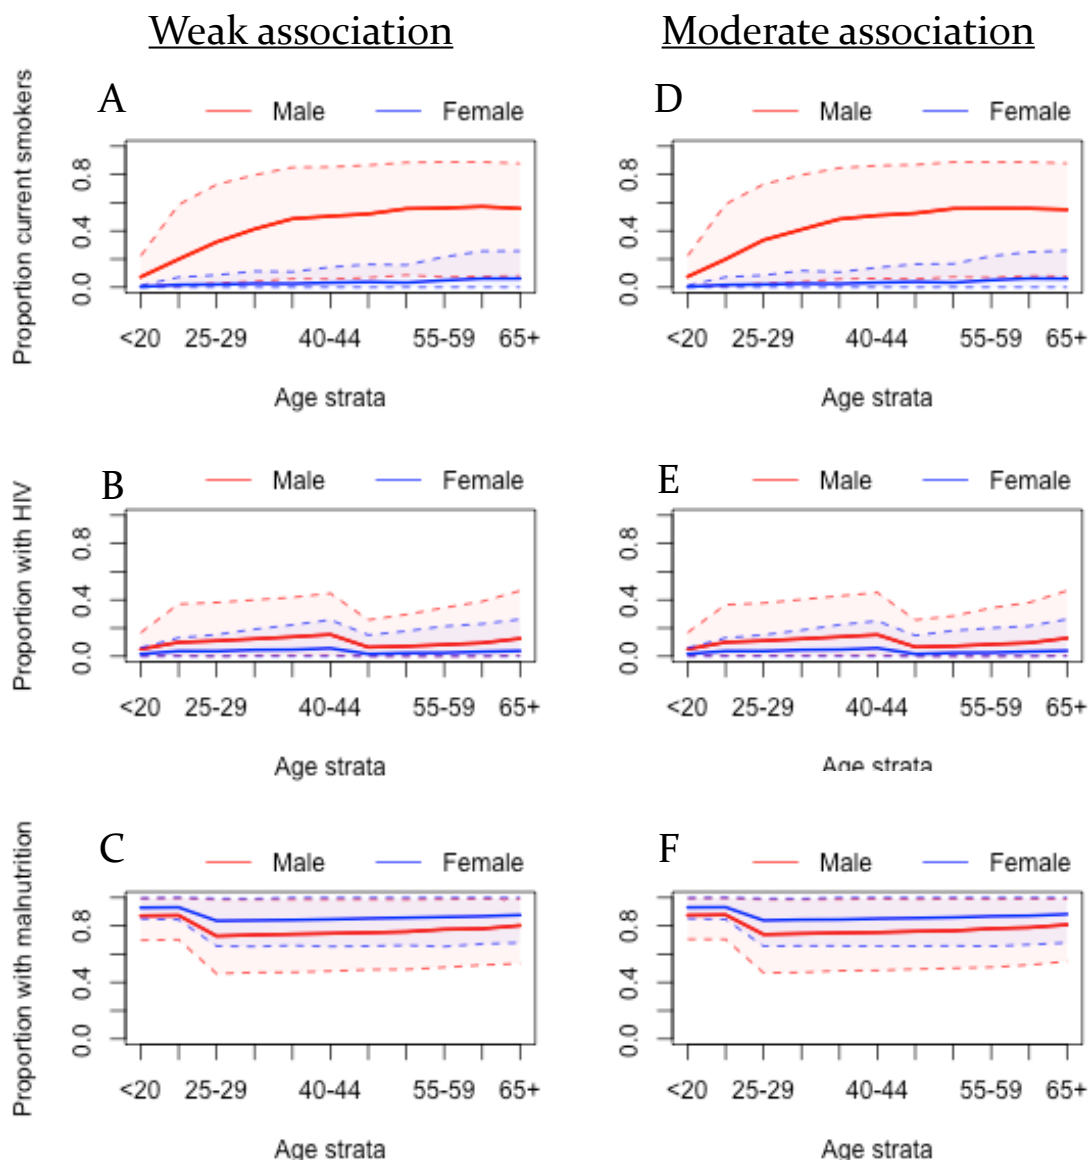 Weak association
Moderate association
A
Male
Female
Proportion current smokers
0.8
0.4
0.0
<20
25-29
40-44
55-59
65+
Age strata
D
Male
Female
0.8
0.4
0.0
<20
25-29
40-44
55-59
65+
Age strata
B
Male
Female
Proportion with HIV
0.8
0.4
0.0
<20
25-29
40-44
55-59
65+
Age strata
E
Male
Female
0.8
0.4
0.0
<20
25-29
40-44
55-59
65+
Age strata
C
Male
Female
Proportion with malnutrition
0.8
0.4
0.0
<20
25-29
40-44
55-59
65+
Age strata
F
Male
Female
0.8
0.4
0.0
<20
25-29
40-44
55-59
65+
Age strata